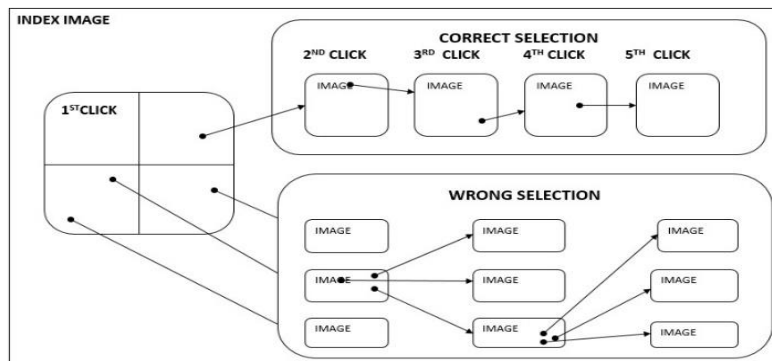 INDEX IMAGE
CORRECT SELECTION
2ND CLICK 3RD CLICK 4TH CLICK 5TH CLICK
IMAGE IMAGE IMAGE IMAGE
1STCLICK
WRONG SELECTION
IMAGE IMAGE IMAGE
IMAGE IMAGE IMAGE
IMAGE IMAGE IMAGE